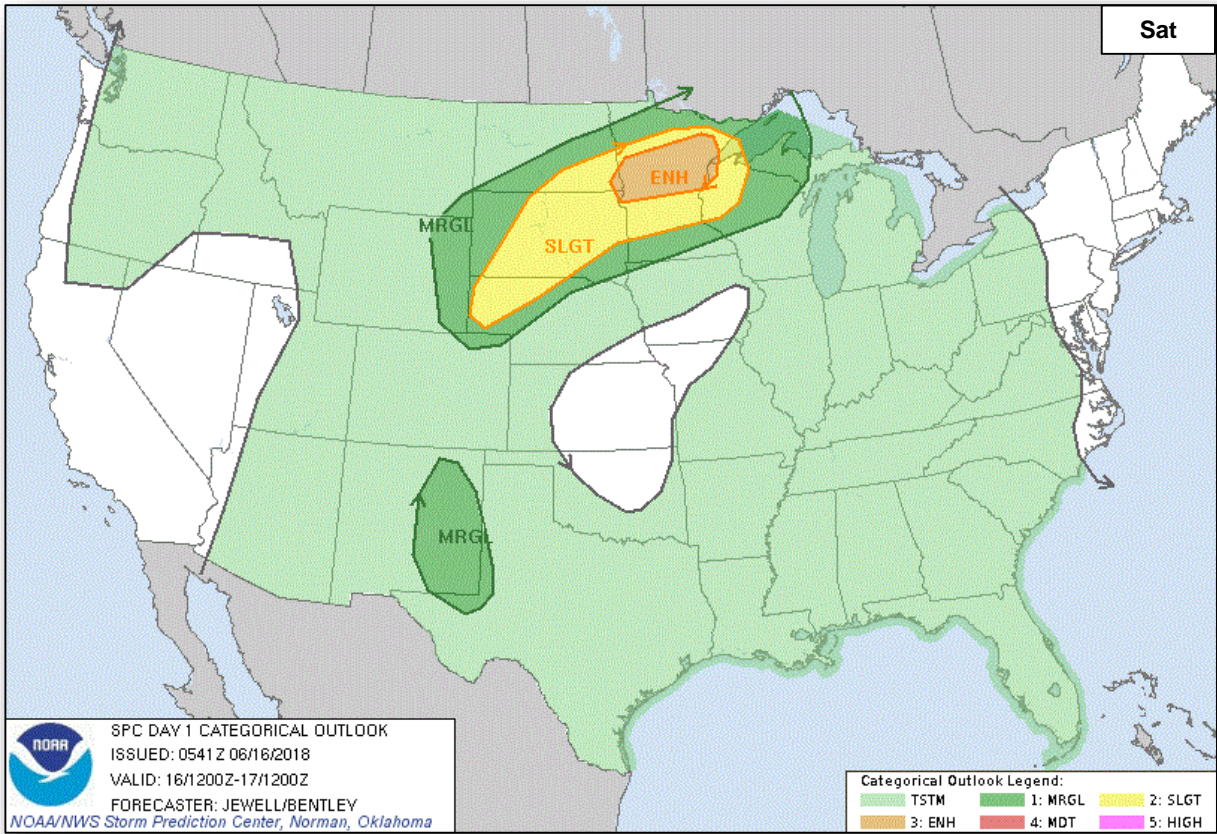 Sat
ENH
MRGL
SLGT
MRGL
NOAA
SPC DAY 1 CATEGORICAL OUTLOOK
ISSUED: 0541Z 06/16/2018
VALID: 16/1200Z-17/1200Z
FORECASTER: JEWELL/BENTLEY
NOAA/NWS Storm Prediction Center, Norman, Oklahoma
Categorical Outlook Legend:
TSTM 1: MRGL 2: SLGT
3: ENH 4: MDT 5: HIGH